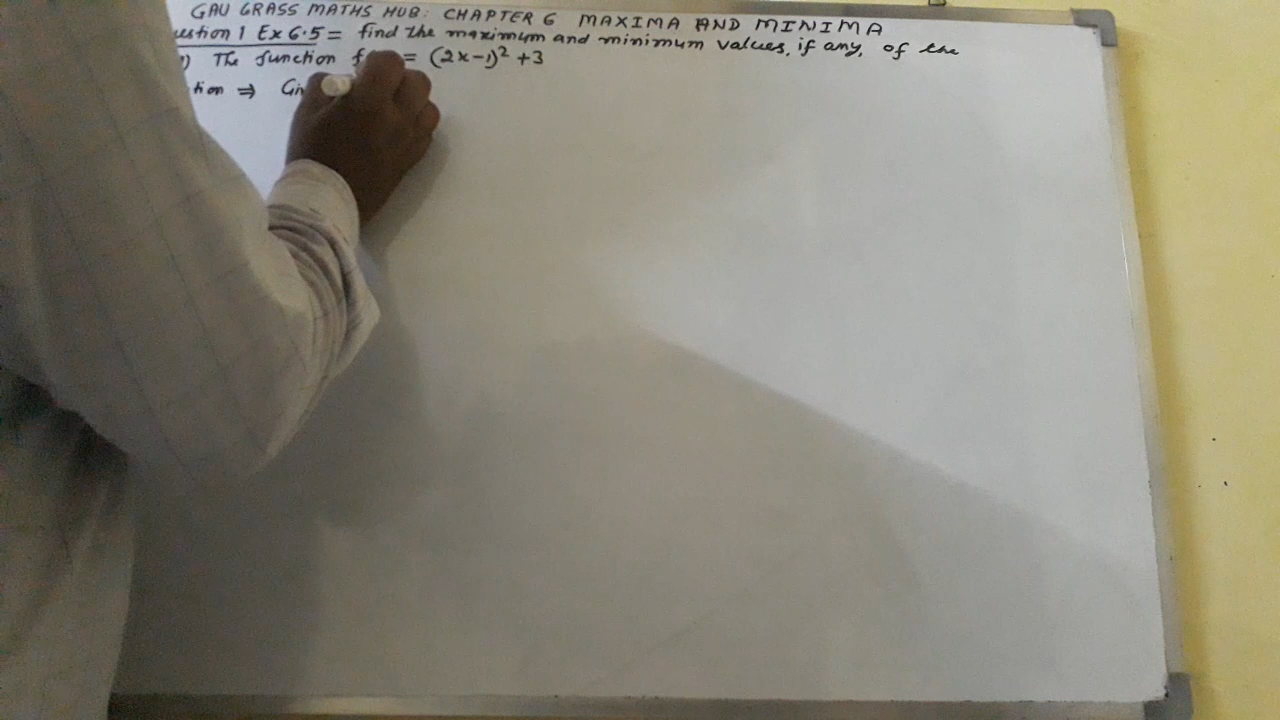 GAU GRASS MATHS HUB: CHAPTER 6 MAXIMA AND MINIMA
uestion 1 Ex 6.5 = find the maximum and minimum values, if any, of the
) The function f = (2x-1)² + 3
tion ⇒ Gi